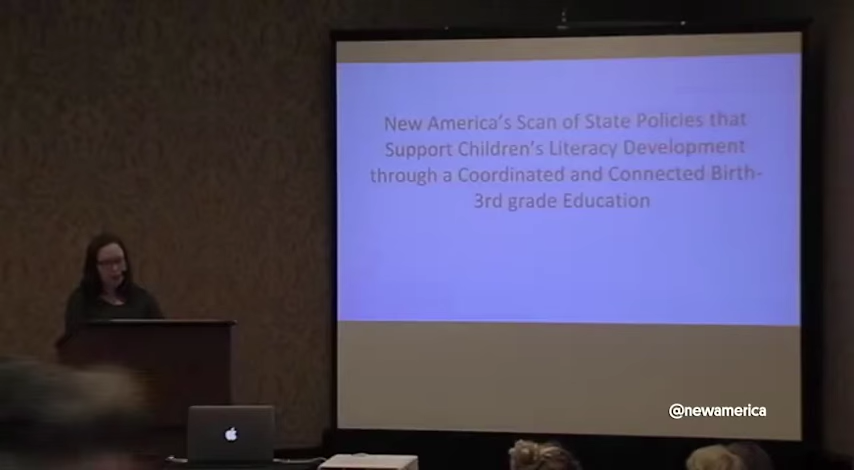 New America's Scan of State Policies that
Support Children's Literacy Development
through a Coordinated and Connected Birth-
3rd grade Education
@newamerica